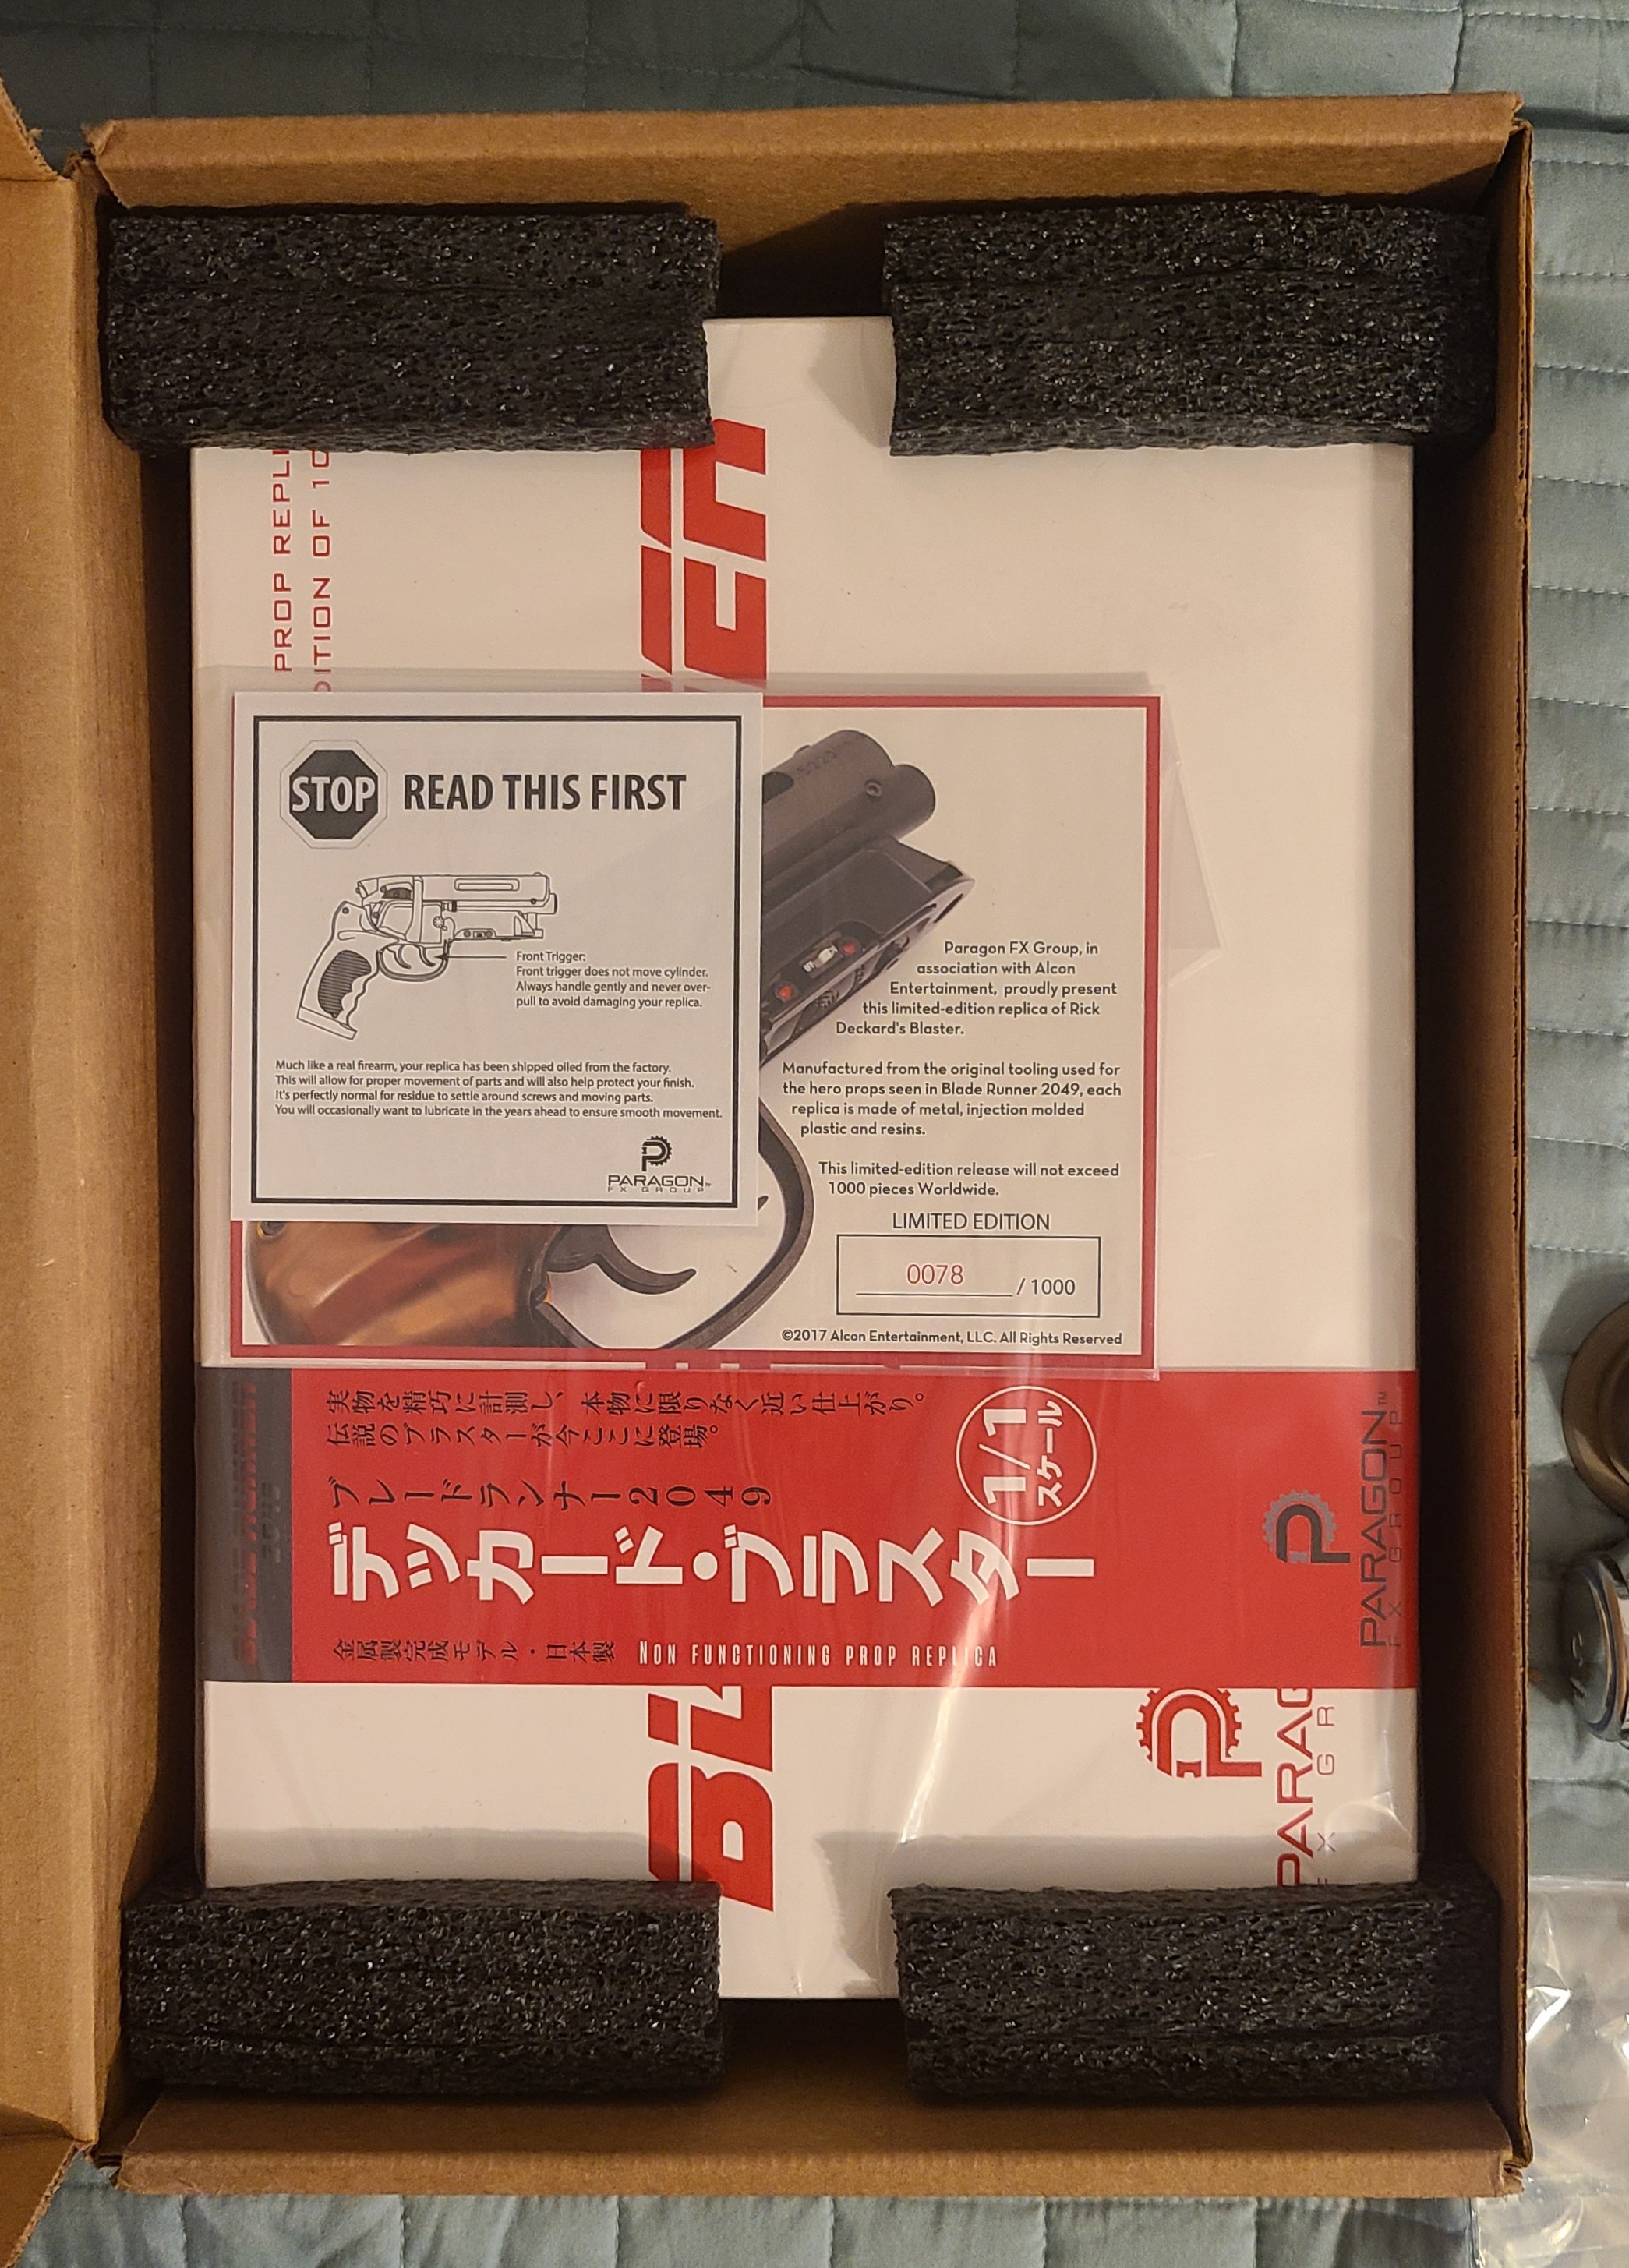 PROP REPLI
DITION OF 10
STOP
READ THIS FIRST
Front Trigger:
Front trigger does not move cylinder.
Always handle gently and never over-
pull to avoid damaging your replica.
Much like a real firearm, your replica has been shipped oiled from the factory.
This will allow for proper movement of parts and will also help protect your finish.
It's perfectly normal for residue to settle around screws and moving parts.
You will occasionally want to lubricate in the years ahead to ensure smooth movement.
PARAGON™
FX GROUP
Paragon FX Group, in
association with Alcon
Entertainment, proudly present
this limited-edition replica of Rick
Deckard's Blaster.
Manufactured from the original tooling used for
the hero props seen in Blade Runner 2049, each
replica is made of metal, injection molded
plastic and resins.
This limited-edition release will not exceed
1000 pieces Worldwide.
LIMITED EDITION
0078 / 1000
©2017 Alcon Entertainment, LLC. All Rights Reserved
実物を精巧に計測し、本物に限りなく近い仕上がり。
伝説のブラスターが今ここに登場。
ブレードランナー2049
デッカード・ブラスター
1/1
スケール
金属製完成モデル・日本製
NON FUNCTIONING PROP REPLICA
PARAGON™
FX GROUP
BL
PARAG
FX GR